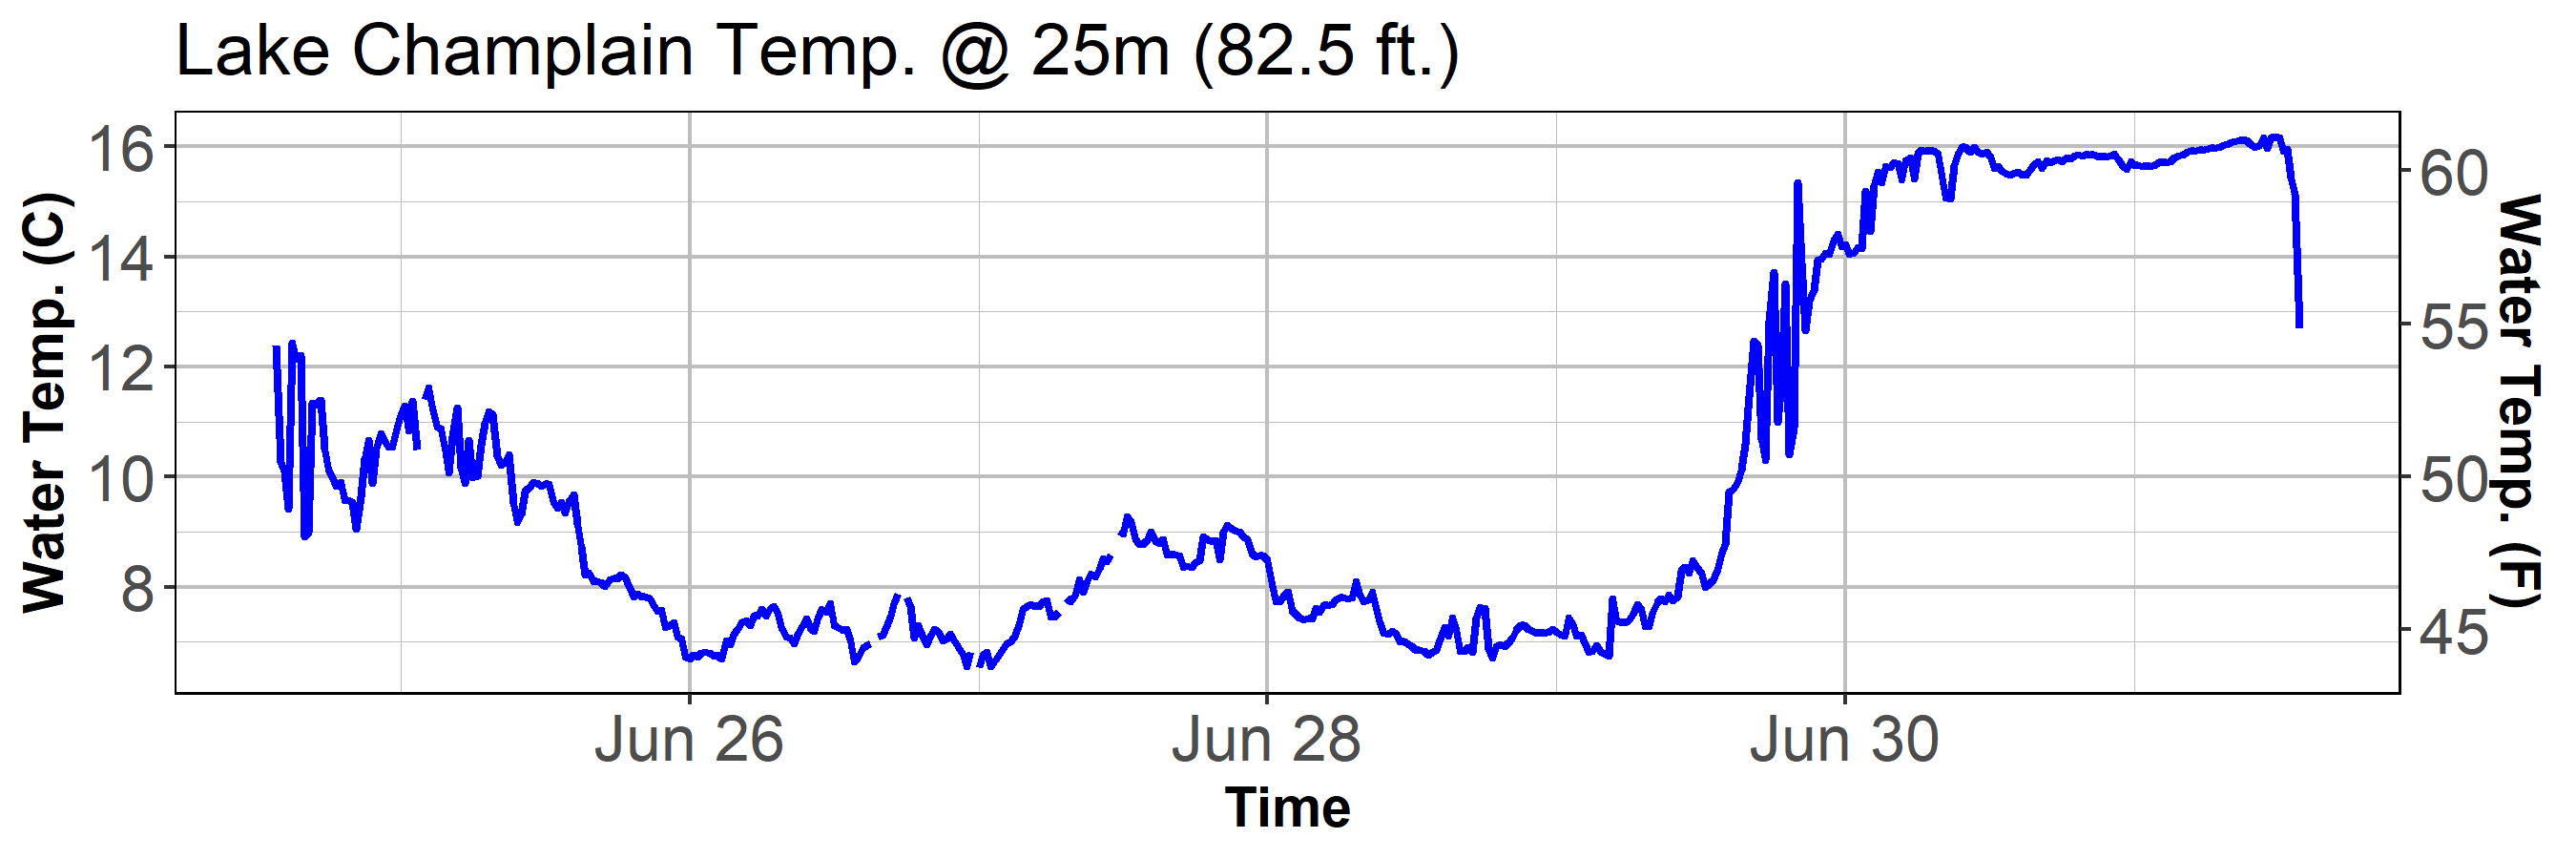 Lake Champlain Temp. @ 25m (82.5 ft.)
Water Temp. (C)
16
14
12
10
8
60
55
50
45
Water Temp. (F)
Jun 26
Jun 28
Jun 30
Time